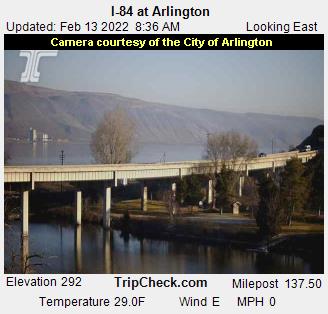 I-84 at Arlington
Updated: Feb 13 2022 8:36 AM Looking East
Camera courtesy of the City of Arlington
Elevation 292 TripCheck.com Milepost 137.50
Temperature 29.0F Wind E MPH 0